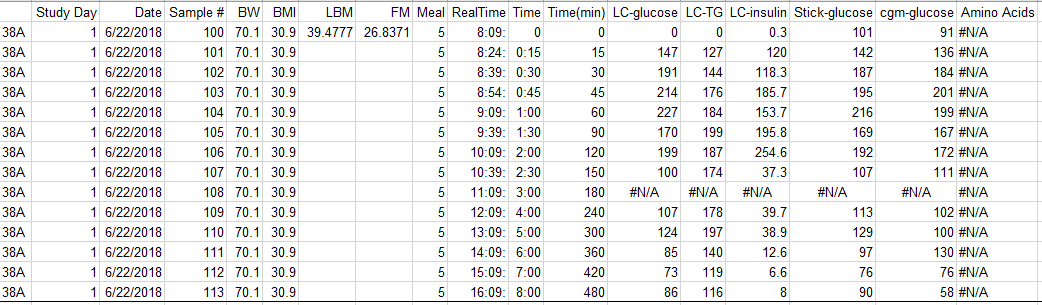 Study Day Date Sample # BW BMI LBM FM Meal RealTime Time Time(min) LC-glucose LC-TG LC-insulin Stick-glucose cgm-glucose Amino Acids
38A 1 6/22/2018 100 70.1 30.9 39.4777 26.8371 5 8:09: 0 0 0 0 0.3 101 91 #N/A
38A 1 6/22/2018 101 70.1 30.9 5 8:24: 0:15 15 147 127 120 142 136 #N/A
38A 1 6/22/2018 102 70.1 30.9 5 8:39: 0:30 30 191 144 118.3 187 184 #N/A
38A 1 6/22/2018 103 70.1 30.9 5 8:54: 0:45 45 214 176 185.7 195 201 #N/A
38A 1 6/22/2018 104 70.1 30.9 5 9:09: 1:00 60 227 184 153.7 216 199 #N/A
38A 1 6/22/2018 105 70.1 30.9 5 9:39: 1:30 90 170 199 195.8 169 167 #N/A
38A 1 6/22/2018 106 70.1 30.9 5 10:09: 2:00 120 199 187 254.6 192 172 #N/A
38A 1 6/22/2018 107 70.1 30.9 5 10:39: 2:30 150 100 174 37.3 107 111 #N/A
38A 1 6/22/2018 108 70.1 30.9 5 11:09: 3:00 180 #N/A #N/A #N/A #N/A #N/A #N/A
38A 1 6/22/2018 109 70.1 30.9 5 12:09: 4:00 240 107 178 39.7 113 102 #N/A
38A 1 6/22/2018 110 70.1 30.9 5 13:09: 5:00 300 124 197 38.9 129 100 #N/A
38A 1 6/22/2018 111 70.1 30.9 5 14:09: 6:00 360 85 140 12.6 97 130 #N/A
38A 1 6/22/2018 112 70.1 30.9 5 15:09: 7:00 420 73 119 6.6 76 76 #N/A
38A 1 6/22/2018 113 70.1 30.9 5 16:09: 8:00 480 86 116 8 90 58 #N/A